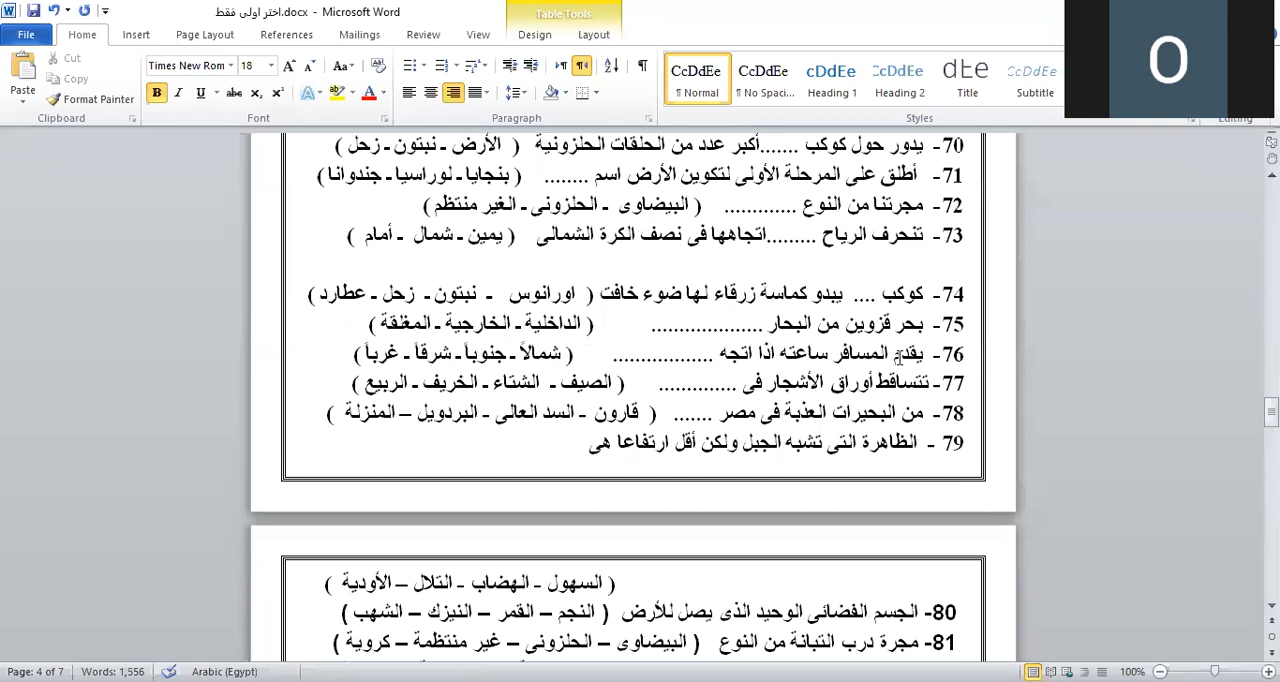 اختر اولى فقط.docx - Microsoft Word
Table Tools
File Home Insert Page Layout References Mailings Review View Design Layout
Cut
Copy
Format Painter
Paste
Times New Rom 18
CcDdEe CcDdEe cDdEe CcDdEe dte CcDdEe
¶ Normal ¶ No Spaci... Heading 1 Heading 2 Title Subtitle
Clipboard Font Paragraph Styles Editing
O
70- يدور حول كوكب .......أكبر عدد من الحلقات الحلزونية ( الأرض ـ نبتون ـ زحل )
71- أطلق على المرحلة الأولى لتكوين الأرض اسم ........ ( بنجايا ـ لوراسيا ـ جندوانا )
72- مجرتنا من النوع ............. ( البيضاوى ـ الحلزونى ـ الغير منتظم)
73- تنحرف الرياح .........اتجاهها فى نصف الكرة الشمالى ( يمين ـ شمال ـ أمام )
74- كوكب .... يبدو كماسة زرقاء لها ضوء خافت ( اورانوس ـ نبتون ـ زحل ـ عطارد )
75- بحر قزوين من البحار .................... ( الداخلية ـ الخارجية ـ المغلقة )
76- يقدم المسافر ساعته اذا اتجه .................. ( شمالاً ـ جنوباً ـ شرقاً ـ غرباً )
77- تتساقط أوراق الأشجار فى .............. ( الصيف ـ الشتاء ـ الخريف ـ الربيع )
78- من البحيرات العذبة فى مصر ....... ( قارون - السد العالى - البردويل – المنزلة )
79 - الظاهرة التى تشبه الجبل ولكن أقل ارتفاعا هى
( السهول - الهضاب - التلال – الأودية )
80- الجسم الفضائى الوحيد الذى يصل للأرض ( النجم – القمر – النيزك – الشهب )
81- مجرة درب التبانة من النوع ( البيضاوى – الحلزونى – غير منتظمة – كروية )
Page: 4 of 7 Words: 1,556 Arabic (Egypt) 100%